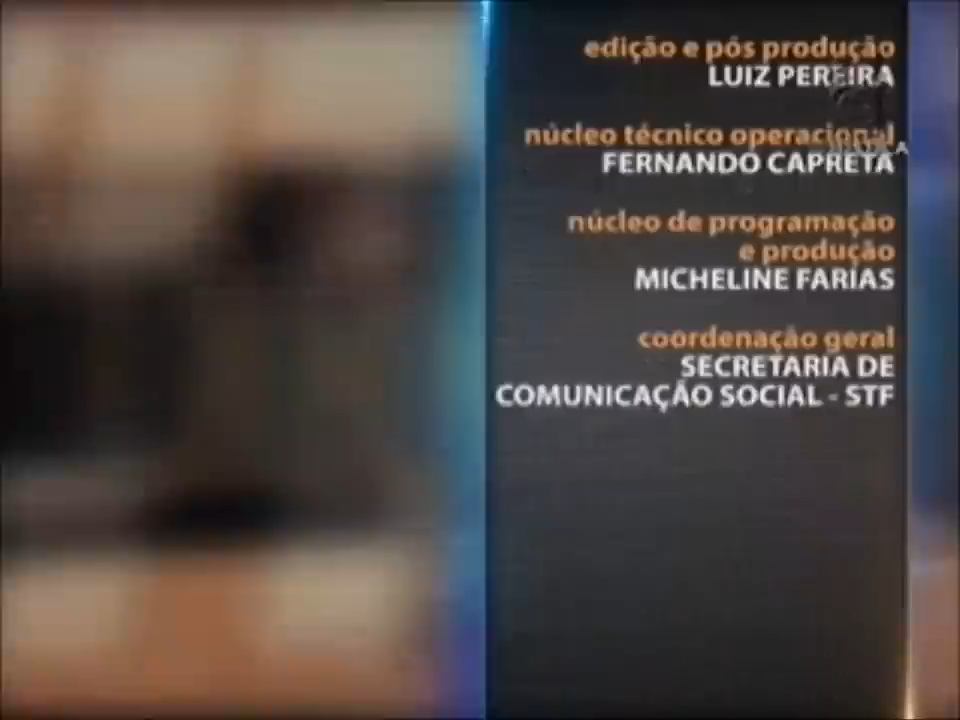 edição e pós produção
LUIZ PEREIRA
núcleo técnico operacional
FERNANDO CAPRETA
núcleo de programação
e produção
MICHELINE FARIAS
coordenação geral
SECRETARIA DE
COMUNICAÇÃO SOCIAL - STF